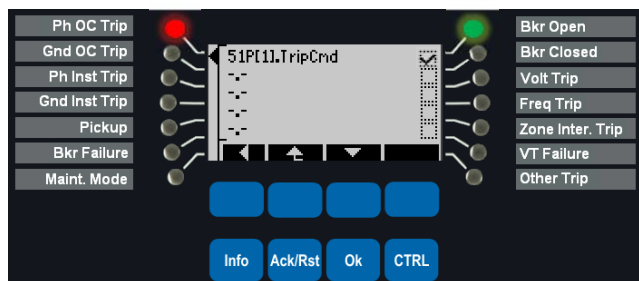 Ph OC Trip
Gnd OC Trip
Ph Inst Trip
Gnd Inst Trip
Pickup
Bkr Failure
Maint. Mode
51P[1].TripCmd
-.-
-.-
-.-
-.-
Bkr Open
Bkr Closed
Volt Trip
Freq Trip
Zone Inter. Trip
VT Failure
Other Trip
Info Ack/Rst Ok CTRL